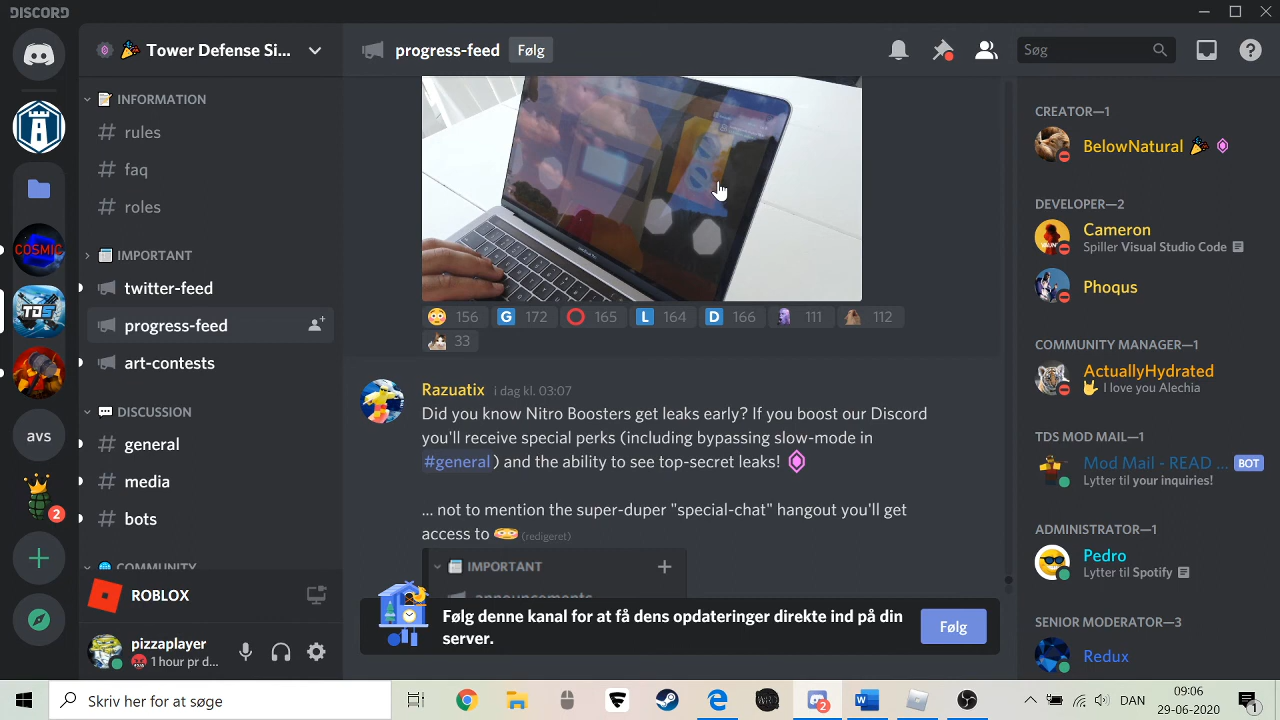 DISCORD
Tower Defense Si...
progress-feed
Følg
Søg
INFORMATION
rules
faq
roles
IMPORTANT
twitter-feed
progress-feed
art-contests
DISCUSSION
general
media
bots
COMMUNITY
COSMIC
TDS
avs
2
ROBLOX
pizzaplayer
1 hour pr d...
156
G 172
165
L 164
D 166
111
112
33
Razuatix i dag kl. 03:07
Did you know Nitro Boosters get leaks early? If you boost our Discord
you'll receive special perks (including bypassing slow-mode in
#general) and the ability to see top-secret leaks!
... not to mention the super-duper "special-chat" hangout you'll get
access to (redigeret)
IMPORTANT
announcements
Følg denne kanal for at få dens opdateringer direkte ind på din
server.
Følg
CREATOR—1
BelowNatural
DEVELOPER—2
Cameron
Spiller Visual Studio Code
Phoqus
COMMUNITY MANAGER—1
ActuallyHydrated
I love you Alechia
TDS MOD MAIL—1
Mod Mail - READ ... BOT
Lytter til your inquiries!
ADMINISTRATOR—1
Pedro
Lytter til Spotify
SENIOR MODERATOR—3
Redux
Skriv her for at søge
2
DAN
09:06
29-06-2020
1